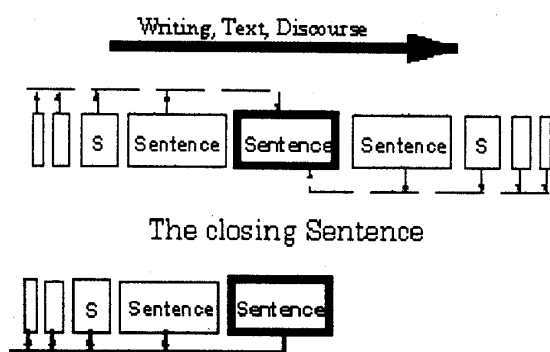 Writing, Text, Discourse
S Sentence Sentence Sentence S
The closing Sentence
S Sentence Sentence